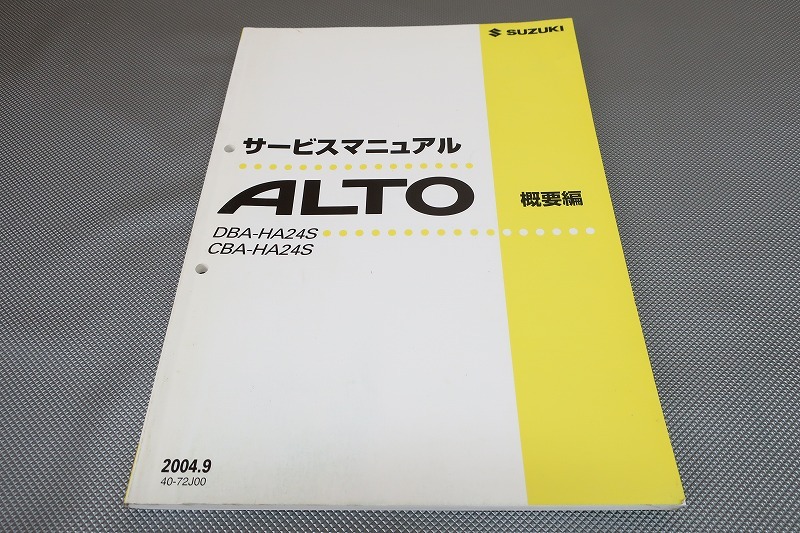 SUZUKI
サービスマニュアル
ALTO
概要編
DBA-HA24S
CBA-HA24S
2004.9
40-72J00